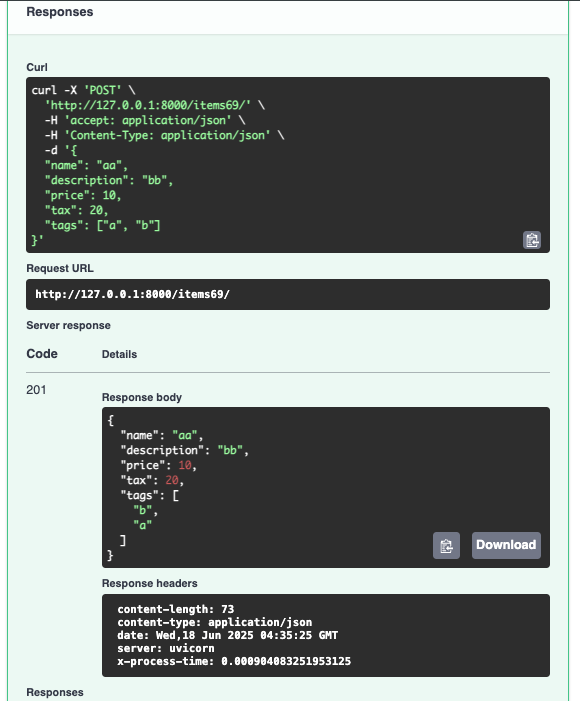 Responses
Curl
curl -X 'POST' \
'http://127.0.0.1:8000/items69/' \
-H 'accept: application/json' \
-H 'Content-Type: application/json' \
-d '{
"name": "aa",
"description": "bb",
"price": 10,
"tax": 20,
"tags": ["a", "b"]
}'
Request URL
http://127.0.0.1:8000/items69/
Server response
Code Details
201
Response body
{
"name": "aa",
"description": "bb",
"price": 10,
"tax": 20,
"tags": [
"b",
"a"
]
}
Download
Response headers
content-length: 73
content-type: application/json
date: Wed,18 Jun 2025 04:35:25 GMT
server: uvicorn
x-process-time: 0.000904083251953125
Responses